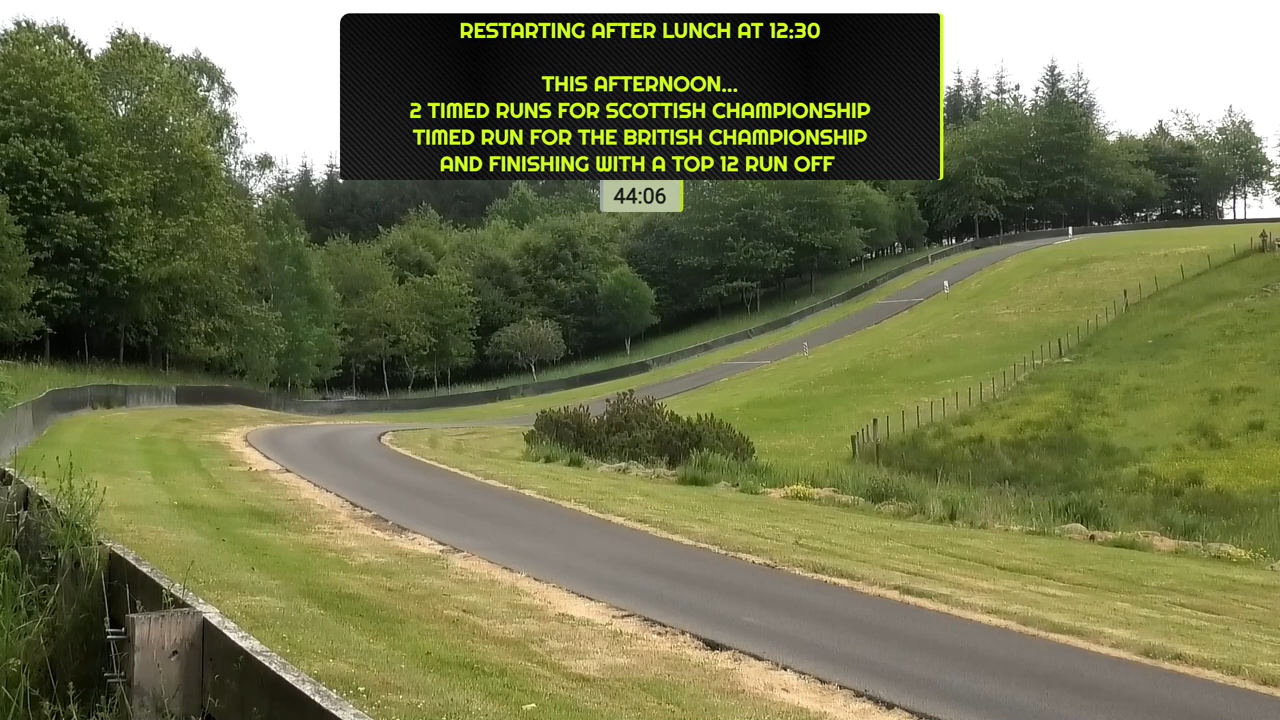 RESTARTING AFTER LUNCH AT 12:30
THIS AFTERNOON...
2 TIMED RUNS FOR SCOTTISH CHAMPIONSHIP
TIMED RUN FOR THE BRITISH CHAMPIONSHIP
AND FINISHING WITH A TOP 12 RUN OFF
44:06